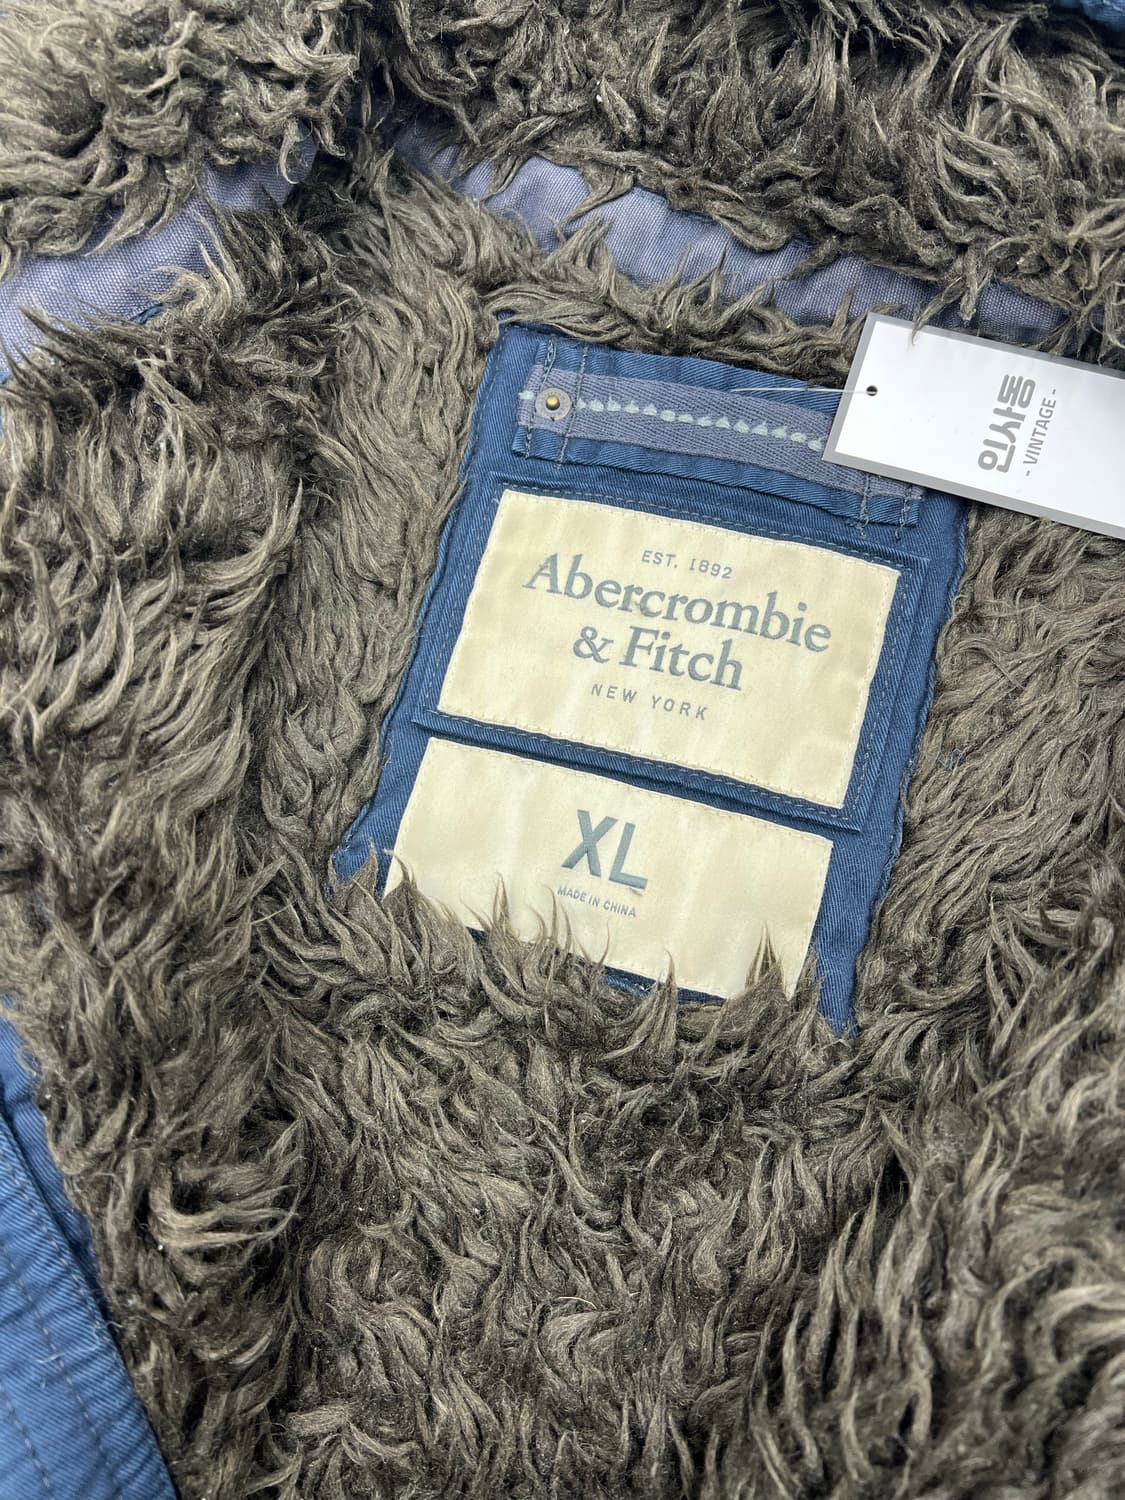 EST. 1892
Abercrombie
& Fitch
NEW YORK
XL
MADE IN CHINA
인사동
- VINTAGE -